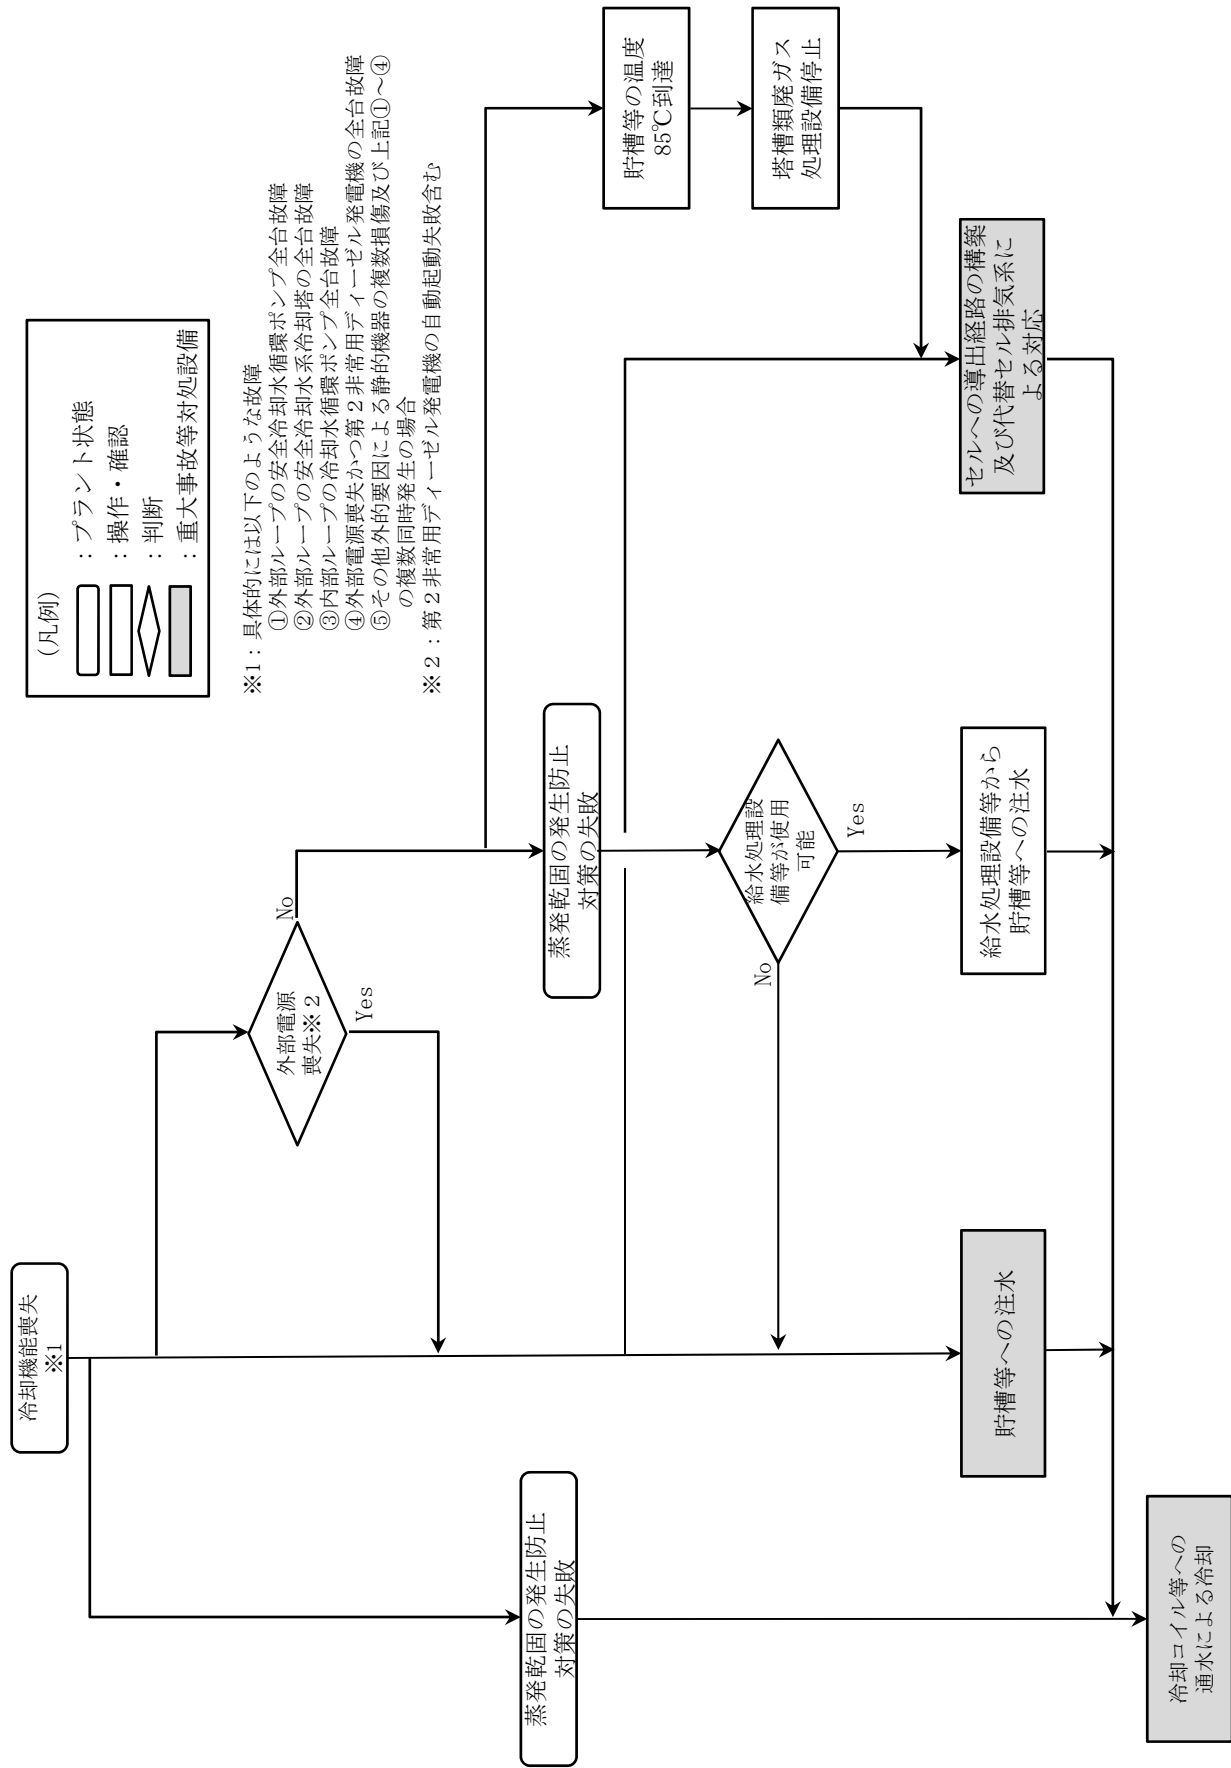 (凡例)
：プラント状態
：操作・確認
：判断
：重大事故等対処設備
※1：具体的には以下のような故障
①外部ループの安全冷却水循環ポンプ全台故障
②外部ループの安全冷却水系冷却塔の全台故障
③内部ループの冷却水循環ポンプ全台故障
④外部電源喪失かつ第２非常用ディーゼル発電機の全台故障
⑤その他外的要因による静的機器の複数損傷及び上記①～④
の複数同時発生の場合
※２：第２非常用ディーゼル発電機の自動起動失敗含む
冷却機能喪失
※1
外部電源
喪失※２
No
Yes
蒸発乾固の発生防止
対策の失敗
蒸発乾固の発生防止
対策の失敗
貯槽等の温度
85℃到達
塔槽類廃ガス
処理設備停止
給水処理設
備等が使用
可能
No
Yes
貯槽等への注水
給水処理設備等から
貯槽等への注水
セルへの導出経路の構築
及び代替セル排気系に
よる対応
冷却コイル等への
通水による冷却